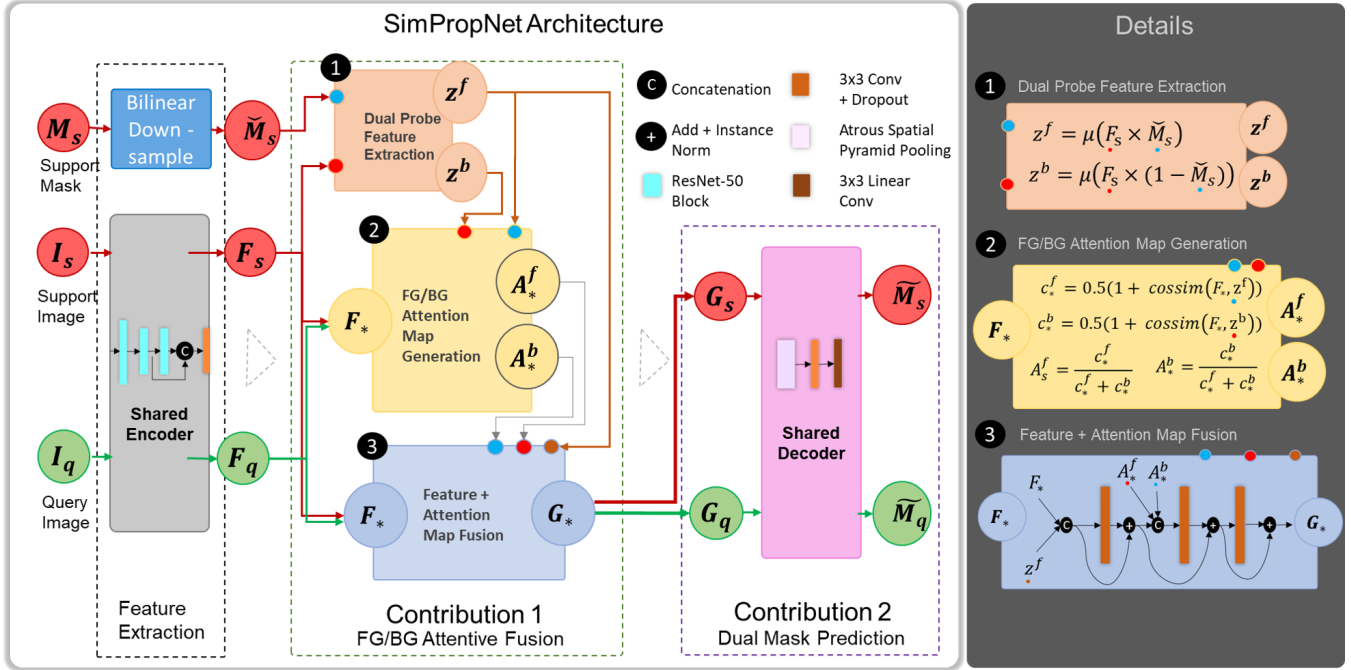 SimPropNet Architecture
M_s
Support
Mask
Bilinear
Down -
sample
M̌_s
I_s
Support
Image
F_s
C
Shared
Encoder
I_q
Query
Image
F_q
Feature
Extraction
1
Dual Probe
Feature
Extraction
z^f
z^b
2
F_*
FG/BG
Attention
Map
Generation
A_*^f
A_*^b
3
F_*
Feature +
Attention
Map Fusion
G_*
Contribution 1
FG/BG Attentive Fusion
C Concatenation
+ Add + Instance
Norm
ResNet-50
Block
3x3 Conv
+ Dropout
Atrous Spatial
Pyramid Pooling
3x3 Linear
Conv
G_s
M̃_s
Shared
Decoder
G_q
M̃_q
Contribution 2
Dual Mask Prediction
Details
1 Dual Probe Feature Extraction
z^f = μ(F_s × M̌_s)
z^b = μ(F_s × (1 − M̌_s))
z^f
z^b
2 FG/BG Attention Map Generation
F_*
c_*^f = 0.5(1 + cossim(F_*, z^f))
c_*^b = 0.5(1 + cossim(F_*, z^b))
A_s^f = c_*^f / (c_*^f + c_*^b) A_*^b = c_*^b / (c_*^f + c_*^b)
A_*^f
A_*^b
3 Feature + Attention Map Fusion
F_*
F_*
A_*^f A_*^b
C + C + +
z^f
G_*